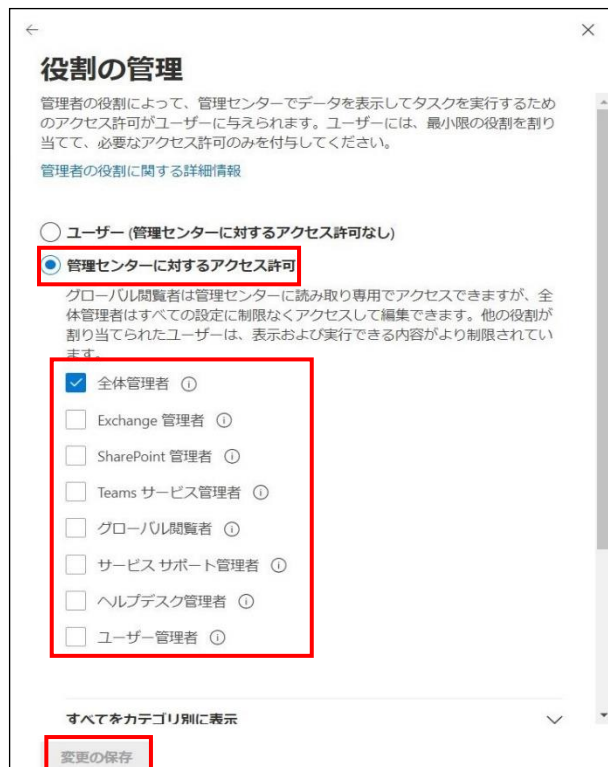 役割の管理
管理者の役割によって、管理センターでデータを表示してタスクを実行するため
のアクセス許可がユーザーに与えられます。ユーザーには、最小限の役割を割り
当てて、必要なアクセス許可のみを付与してください。
管理者の役割に関する詳細情報
ユーザー (管理センターに対するアクセス許可なし)
管理センターに対するアクセス許可
グローバル閲覧者は管理センターに読み取り専用でアクセスできますが、全
体管理者はすべての設定に制限なくアクセスして編集できます。他の役割が
割り当てられたユーザーは、表示および実行できる内容がより制限されてい
ます。
全体管理者
Exchange 管理者
SharePoint 管理者
Teams サービス管理者
グローバル閲覧者
サービス サポート管理者
ヘルプデスク管理者
ユーザー管理者
すべてをカテゴリ別に表示
変更の保存